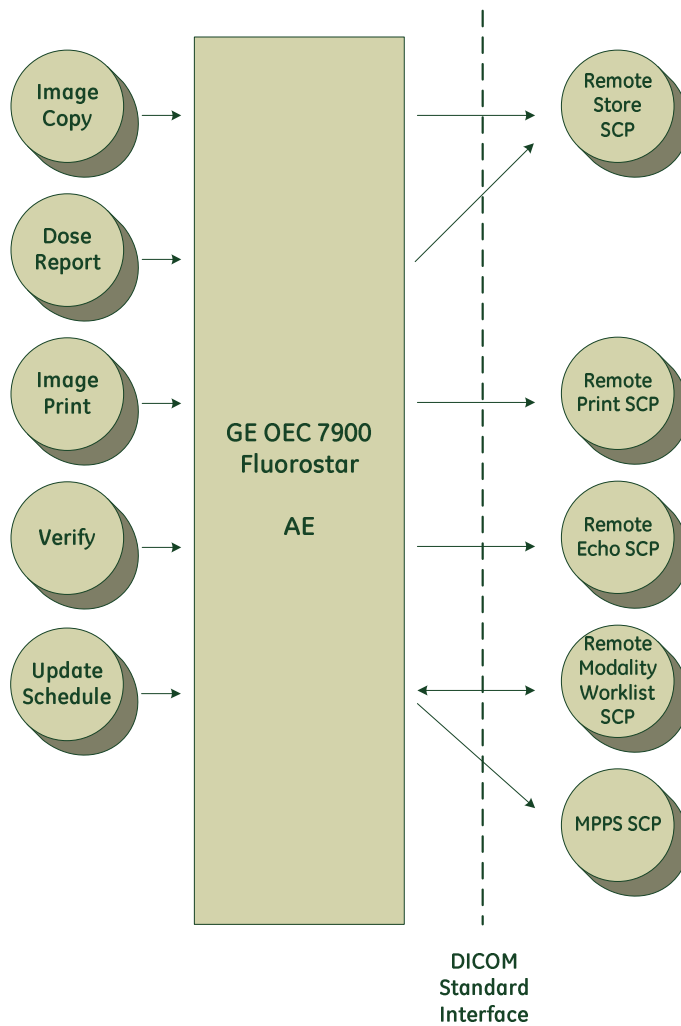 Image
Copy
Remote
Store
SCP
Dose
Report
Image
Print
Remote
Print SCP
GE OEC 7900
Fluorostar
AE
Verify
Remote
Echo SCP
Update
Schedule
Remote
Modality
Worklist
SCP
MPPS SCP
DICOM
Standard
Interface